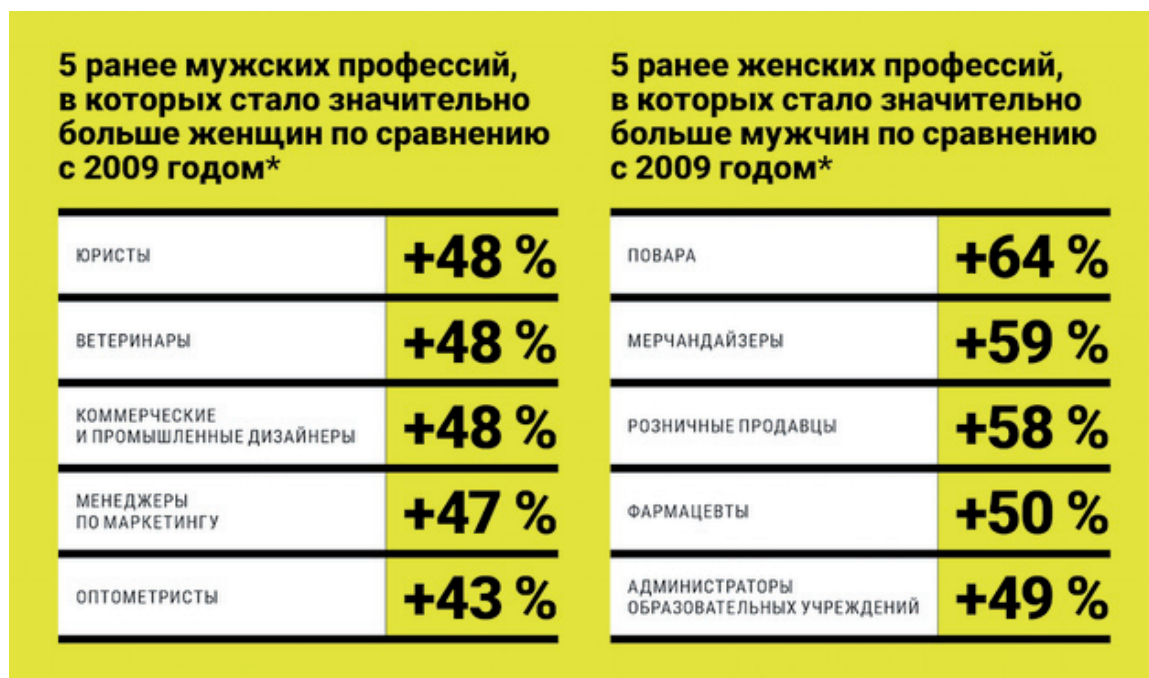 5 ранее мужских профессий,
в которых стало значительно
больше женщин по сравнению
с 2009 годом*
ЮРИСТЫ
+48 %
ВЕТЕРИНАРЫ
+48 %
КОММЕРЧЕСКИЕ
И ПРОМЫШЛЕННЫЕ ДИЗАЙНЕРЫ
+48 %
МЕНЕДЖЕРЫ
ПО МАРКЕТИНГУ
+47 %
ОПТОМЕТРИСТЫ
+43 %
5 ранее женских профессий,
в которых стало значительно
больше мужчин по сравнению
с 2009 годом*
ПОВАРА
+64 %
МЕРЧАНДАЙЗЕРЫ
+59 %
РОЗНИЧНЫЕ ПРОДАВЦЫ
+58 %
ФАРМАЦЕВТЫ
+50 %
АДМИНИСТРАТОРЫ
ОБРАЗОВАТЕЛЬНЫХ УЧРЕЖДЕНИЙ
+49 %